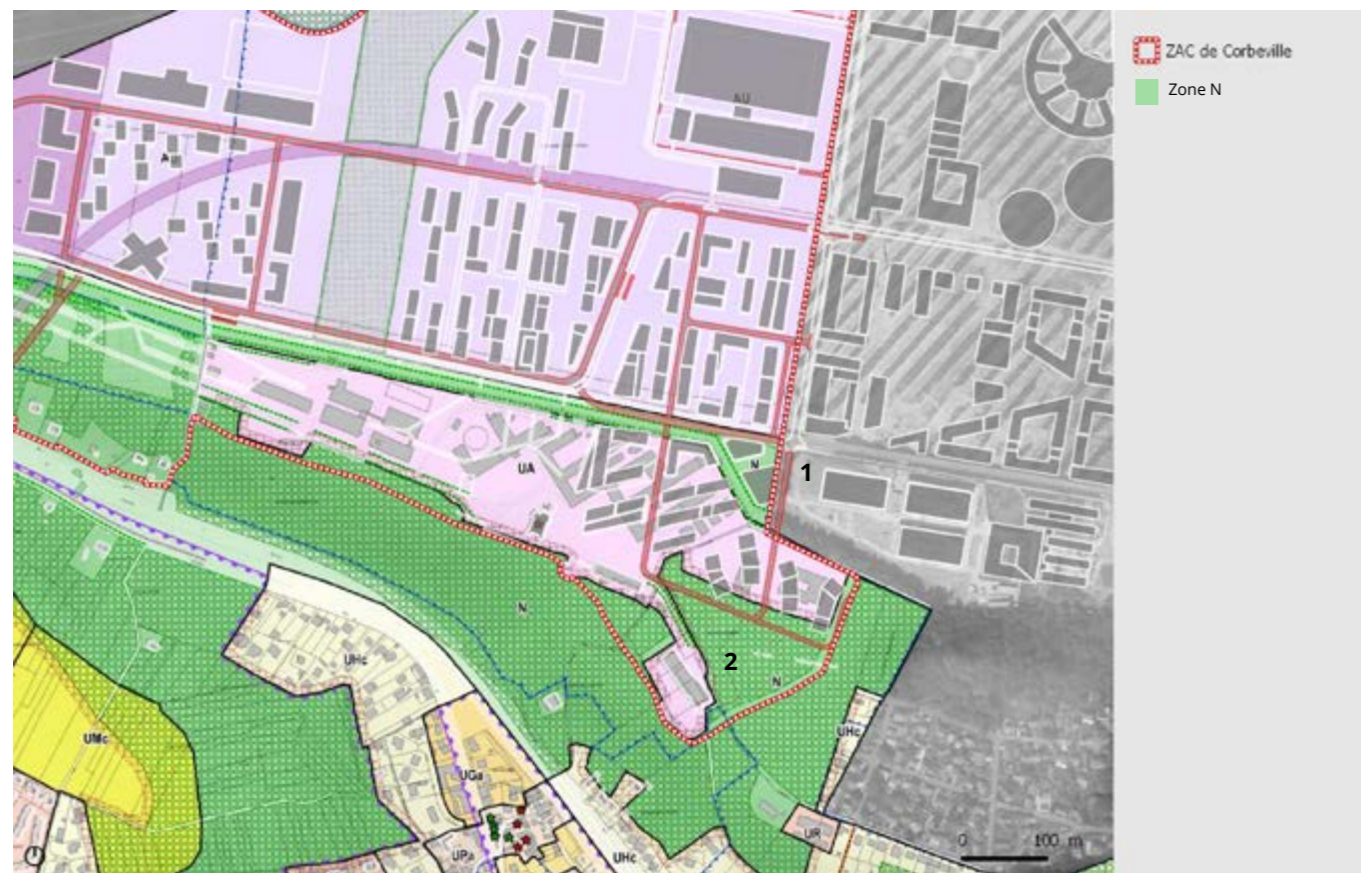 ZAC de Corbeville
Zone N
AU
A
UA
N
1
N
2
N
UHc
UMc
UHc
UGa
UR
UPa
UHc
0 100 m